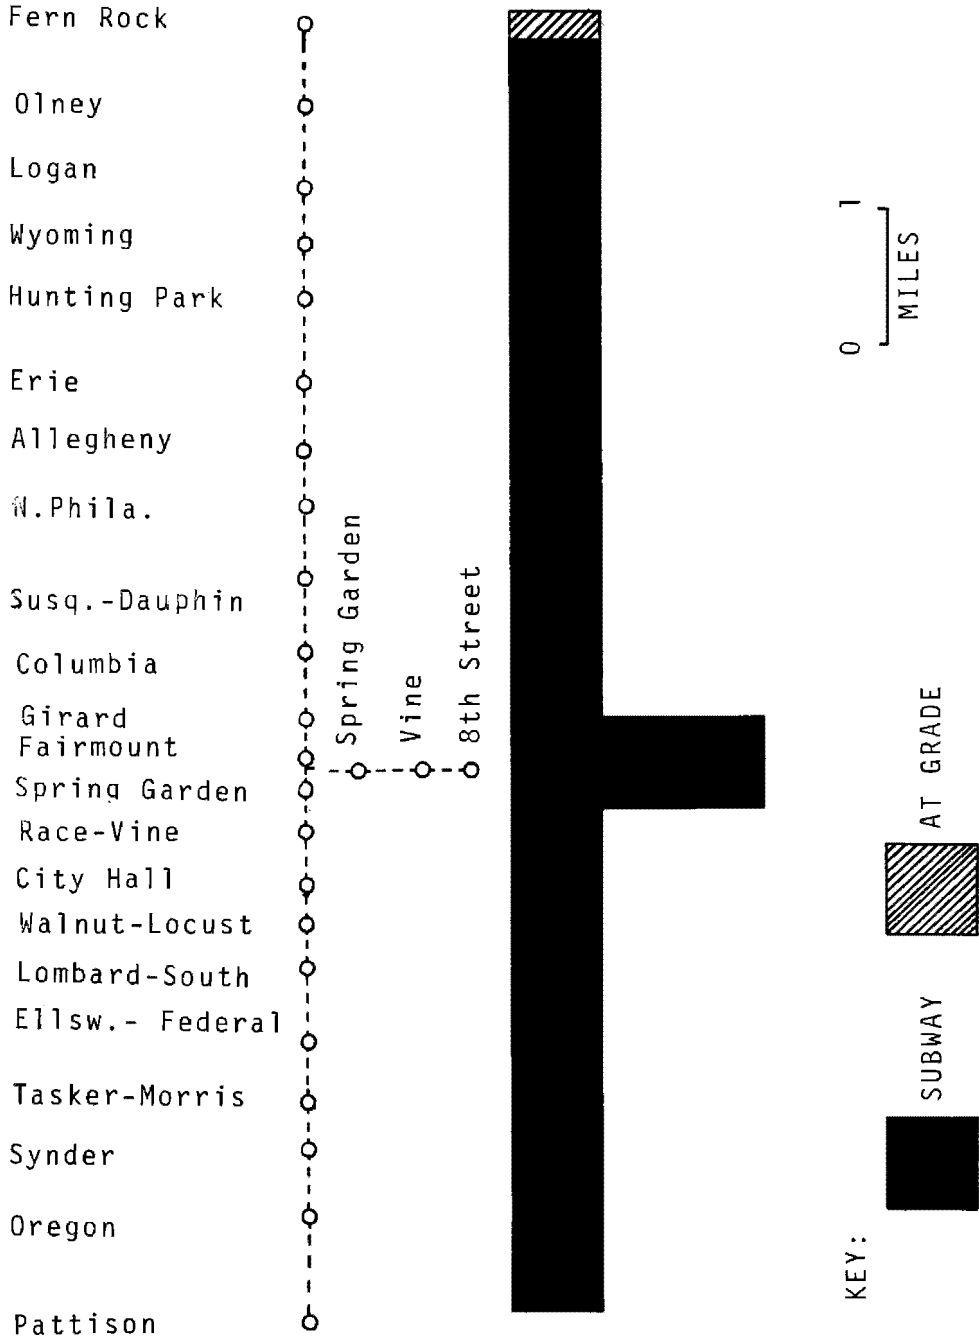 Fern Rock
Olney
Logan
Wyoming
Hunting Park
Erie
Allegheny
N.Phila.
Susq.-Dauphin
Columbia
Girard
Fairmount
Spring Garden
Race-Vine
City Hall
Walnut-Locust
Lombard-South
Ellsw.- Federal
Tasker-Morris
Synder
Oregon
Pattison
Spring Garden
Vine
8th Street
0 1
MILES
KEY:
SUBWAY
AT GRADE